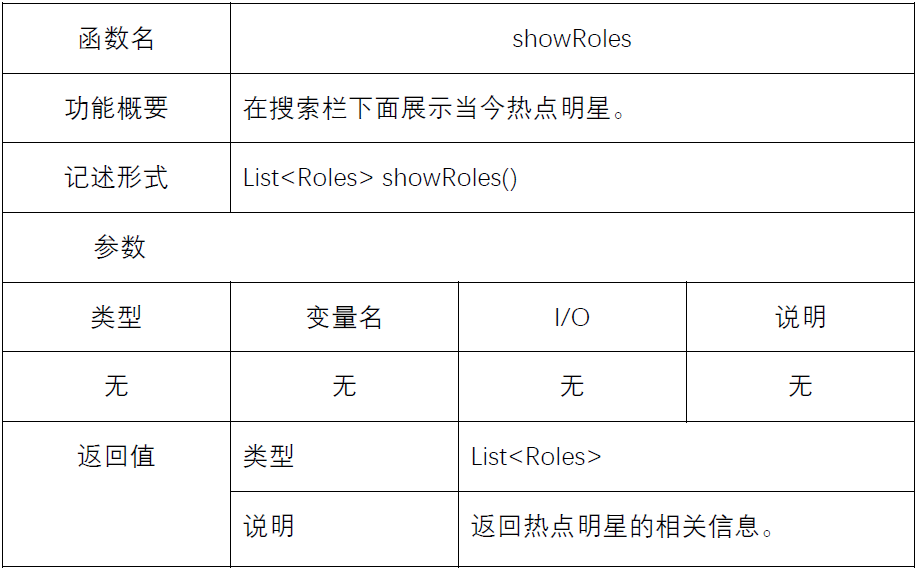 函数名 showRoles
功能概要 在搜索栏下面展示当今热点明星。
记述形式 List<Roles> showRoles()
参数
类型 变量名 I/O 说明
无 无 无 无
返回值 类型 List<Roles>
说明 返回热点明星的相关信息。